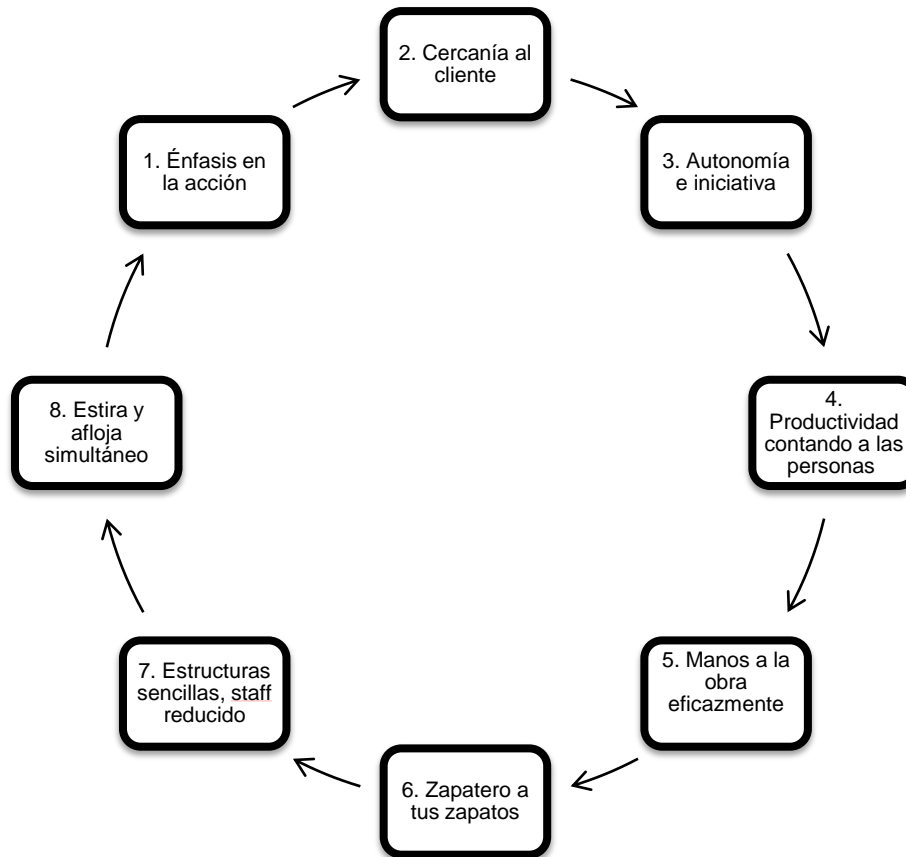 1. Énfasis en
la acción
2. Cercanía al
cliente
3. Autonomía
e iniciativa
4.
Productividad
contando a las
personas
5. Manos a la
obra
eficazmente
6. Zapatero a
tus zapatos
7. Estructuras
sencillas, staff
reducido
8. Estira y
afloja
simultáneo